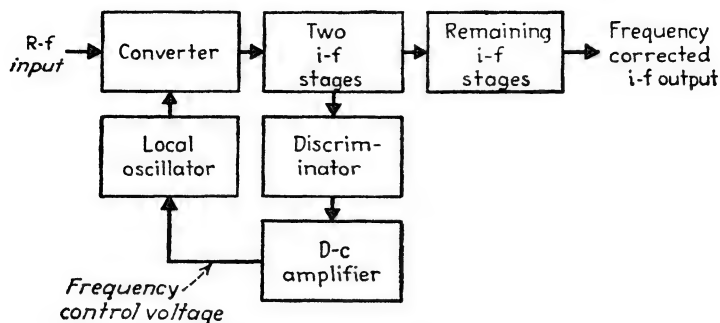 R-f
input
Converter
Two
i-f
stages
Remaining
i-f
stages
Frequency
corrected
i-f output
Local
oscillator
Discrim-
inator
D-c
amplifier
Frequency
control voltage